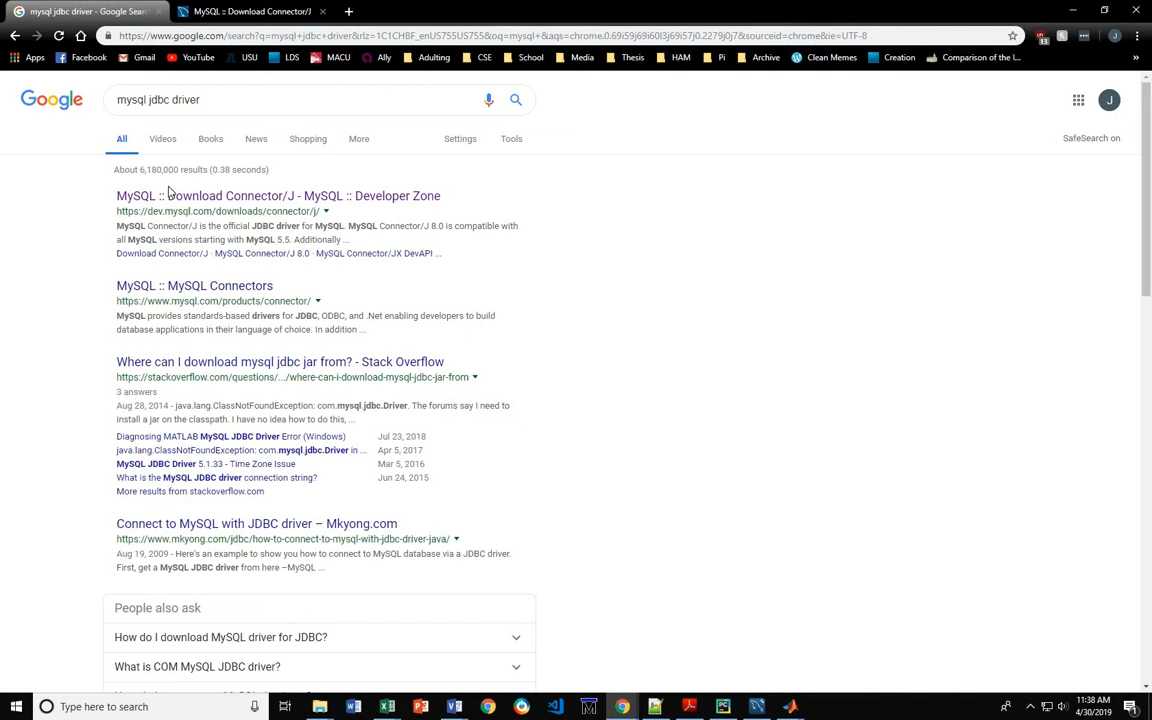 mysql jdbc driver - Google Sear
MySQL :: Download Connector/J
https://www.google.com/search?q=mysql+jdbc+driver&rlz=1C1CHBF_enUS755US755&oq=mysql+&aqs=chrome.0.69i59j69i60l3j69i57j0.2279j0j7&sourceid=chrome&ie=UTF-8
13
J
Apps Facebook Gmail YouTube USU LDS MACU Ally Adulting CSE School Media Thesis HAM Pi Archive Clean Memes Creation Comparison of the l... »
Google
mysql jdbc driver
J
All Videos Books News Shopping More Settings Tools
SafeSearch on
About 6,180,000 results (0.38 seconds)
MySQL :: Download Connector/J - MySQL :: Developer Zone
https://dev.mysql.com/downloads/connector/j/
MySQL Connector/J is the official JDBC driver for MySQL. MySQL Connector/J 8.0 is compatible with
all MySQL versions starting with MySQL 5.5. Additionally ...
Download Connector/J · MySQL Connector/J 8.0 · MySQL Connector/JX DevAPI ...
MySQL :: MySQL Connectors
https://www.mysql.com/products/connector/
MySQL provides standards-based drivers for JDBC, ODBC, and .Net enabling developers to build
database applications in their language of choice. In addition ...
Where can I download mysql jdbc jar from? - Stack Overflow
https://stackoverflow.com/questions/.../where-can-i-download-mysql-jdbc-jar-from
3 answers
Aug 28, 2014 - java.lang.ClassNotFoundException: com.mysql.jdbc.Driver. The forums say I need to
install a jar on the classpath. I have no idea how to do this, ...
Diagnosing MATLAB MySQL JDBC Driver Error (Windows) Jul 23, 2018
java.lang.ClassNotFoundException: com.mysql.jdbc.Driver in ... Apr 5, 2017
MySQL JDBC Driver 5.1.33 - Time Zone Issue Mar 5, 2016
What is the MySQL JDBC driver connection string? Jun 24, 2015
More results from stackoverflow.com
Connect to MySQL with JDBC driver – Mkyong.com
https://www.mkyong.com/jdbc/how-to-connect-to-mysql-with-jdbc-driver-java/
Aug 19, 2009 - Here's an example to show you how to connect to MySQL database via a JDBC driver.
First, get a MySQL JDBC driver from here –MySQL ...
People also ask
How do I download MySQL driver for JDBC?
What is COM MySQL JDBC driver?
Type here to search
11:38 AM
4/30/2019